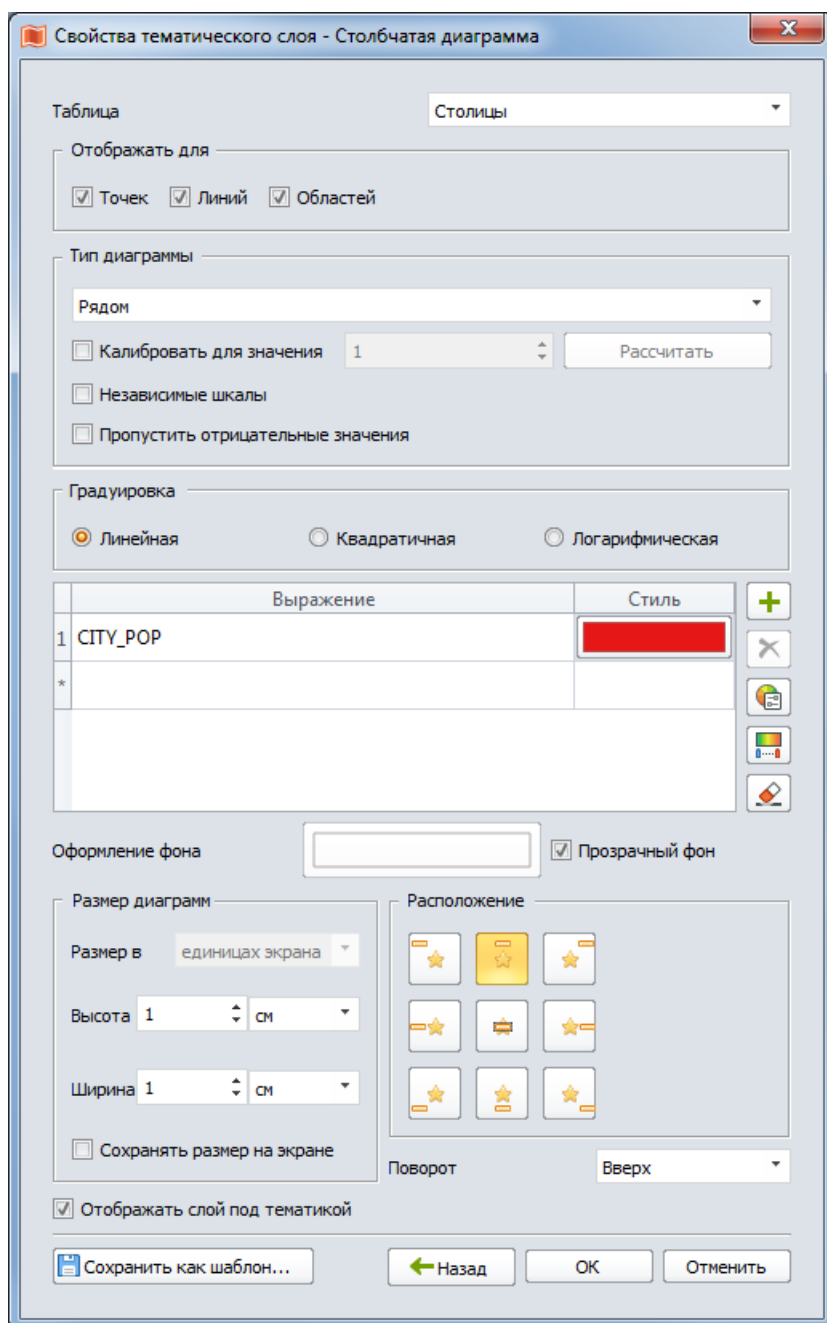 Свойства тематического слоя - Столбчатая диаграмма
Таблица Столицы
Отображать для
Точек Линий Областей
Тип диаграммы
Рядом
Калибровать для значения 1 Рассчитать
Независимые шкалы
Пропустить отрицательные значения
Градуировка
Линейная Квадратичная Логарифмическая
Выражение Стиль
1 CITY_POP
*
Оформление фона Прозрачный фон
Размер диаграмм Расположение
Размер в единицах экрана
Высота 1 см
Ширина 1 см
Сохранять размер на экране
Поворот Вверх
Отображать слой под тематикой
Сохранить как шаблон... Назад ОК Отменить